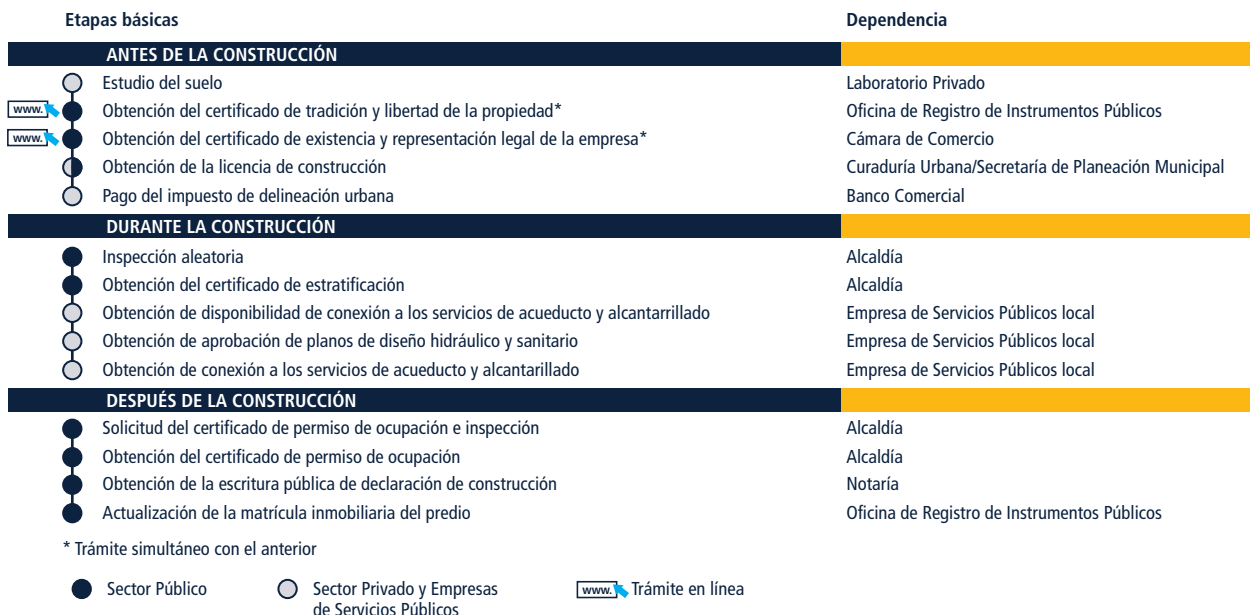 Etapas básicas Dependencia
ANTES DE LA CONSTRUCCIÓN
Estudio del suelo Laboratorio Privado
www. Obtención del certificado de tradición y libertad de la propiedad* Oficina de Registro de Instrumentos Públicos
www. Obtención del certificado de existencia y representación legal de la empresa* Cámara de Comercio
Obtención de la licencia de construcción Curaduría Urbana/Secretaría de Planeación Municipal
Pago del impuesto de delineación urbana Banco Comercial
DURANTE LA CONSTRUCCIÓN
Inspección aleatoria Alcaldía
Obtención del certificado de estratificación Alcaldía
Obtención de disponibilidad de conexión a los servicios de acueducto y alcantarrillado Empresa de Servicios Públicos local
Obtención de aprobación de planos de diseño hidráulico y sanitario Empresa de Servicios Públicos local
Obtención de conexión a los servicios de acueducto y alcantarillado Empresa de Servicios Públicos local
DESPUÉS DE LA CONSTRUCCIÓN
Solicitud del certificado de permiso de ocupación e inspección Alcaldía
Obtención del certificado de permiso de ocupación Alcaldía
Obtención de la escritura pública de declaración de construcción Notaría
Actualización de la matrícula inmobiliaria del predio Oficina de Registro de Instrumentos Públicos
* Trámite simultáneo con el anterior
Sector Público Sector Privado y Empresas www. Trámite en línea
de Servicios Públicos